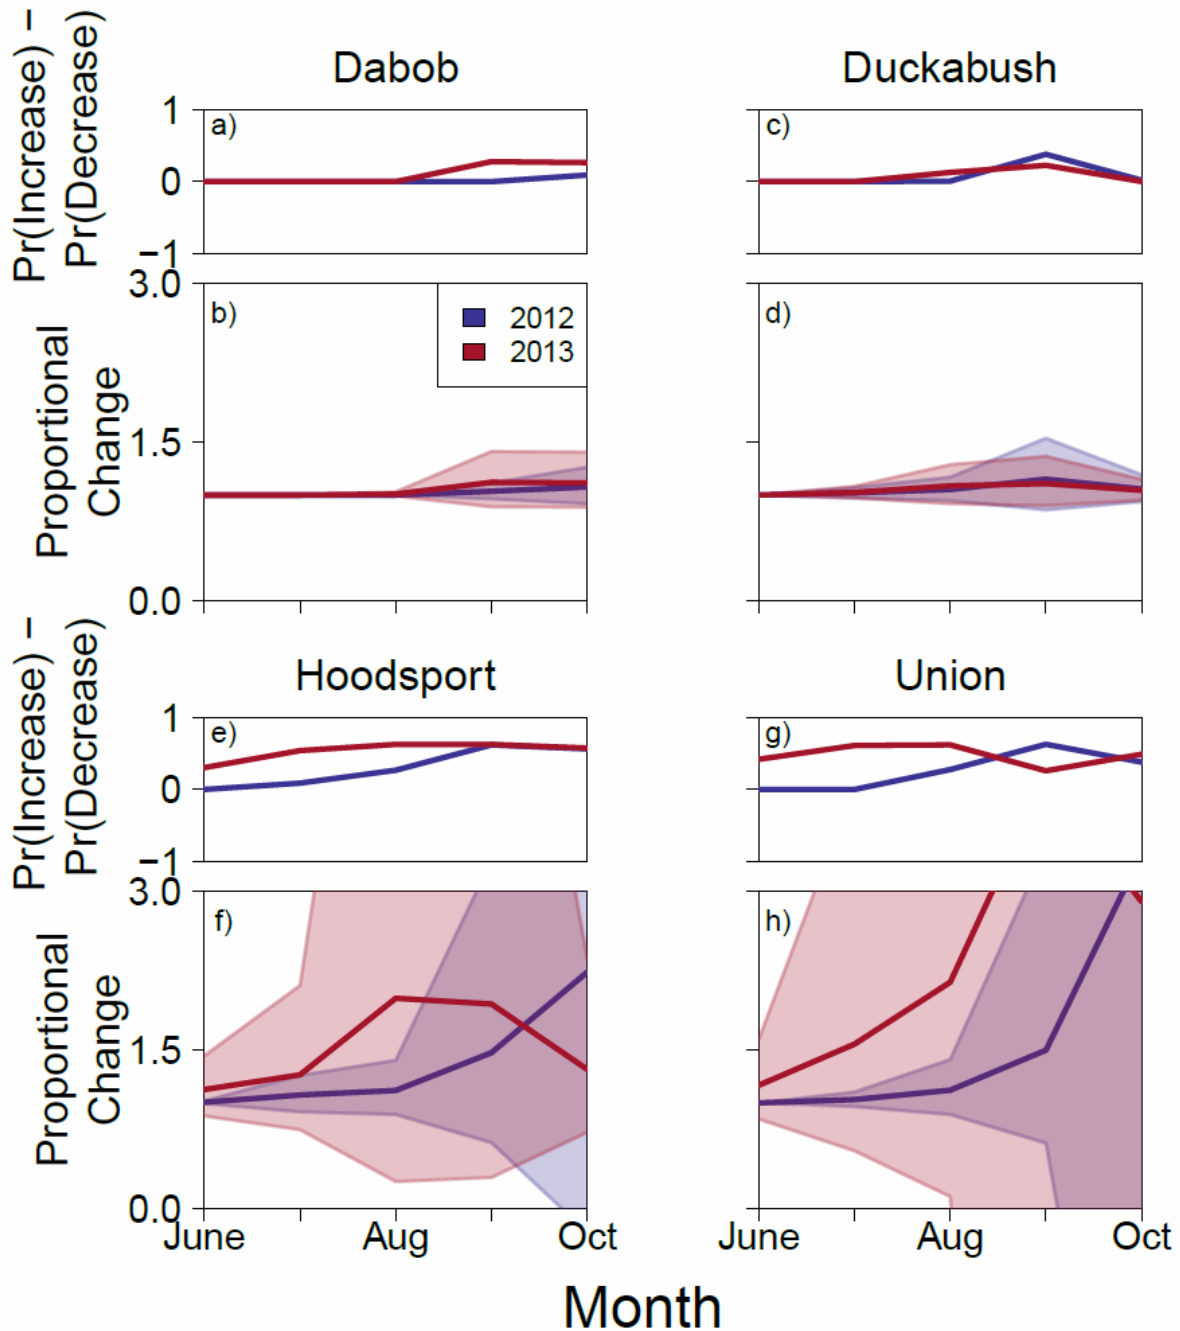 Dabob
Duckabush
Pr(Increase) −
Pr(Decrease)
1
0
−1
a)
c)
Proportional
Change
3.0
1.5
0.0
b)
2012
2013
d)
Hoodsport
Union
Pr(Increase) −
Pr(Decrease)
1
0
−1
e)
g)
Proportional
Change
3.0
1.5
0.0
f)
h)
June Aug Oct
June Aug Oct
Month